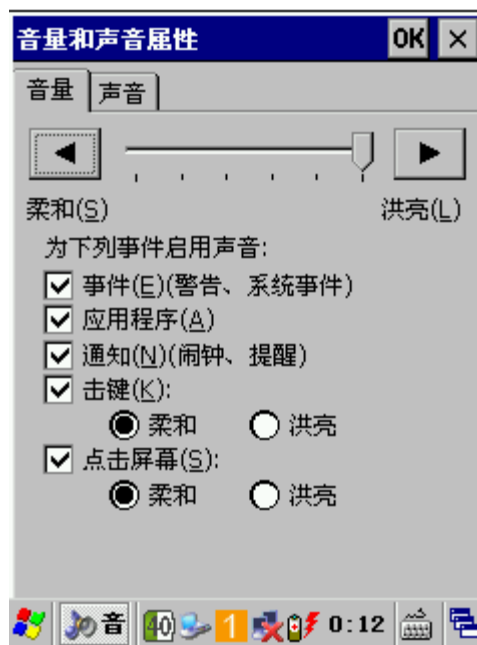 音量和声音属性 OK ×
音量 声音
柔和(S) 洪亮(L)
为下列事件启用声音:
事件(E)(警告、系统事件)
应用程序(A)
通知(N)(闹钟、提醒)
击键(K):
柔和 洪亮
点击屏幕(S):
柔和 洪亮
音 40 1 0:12